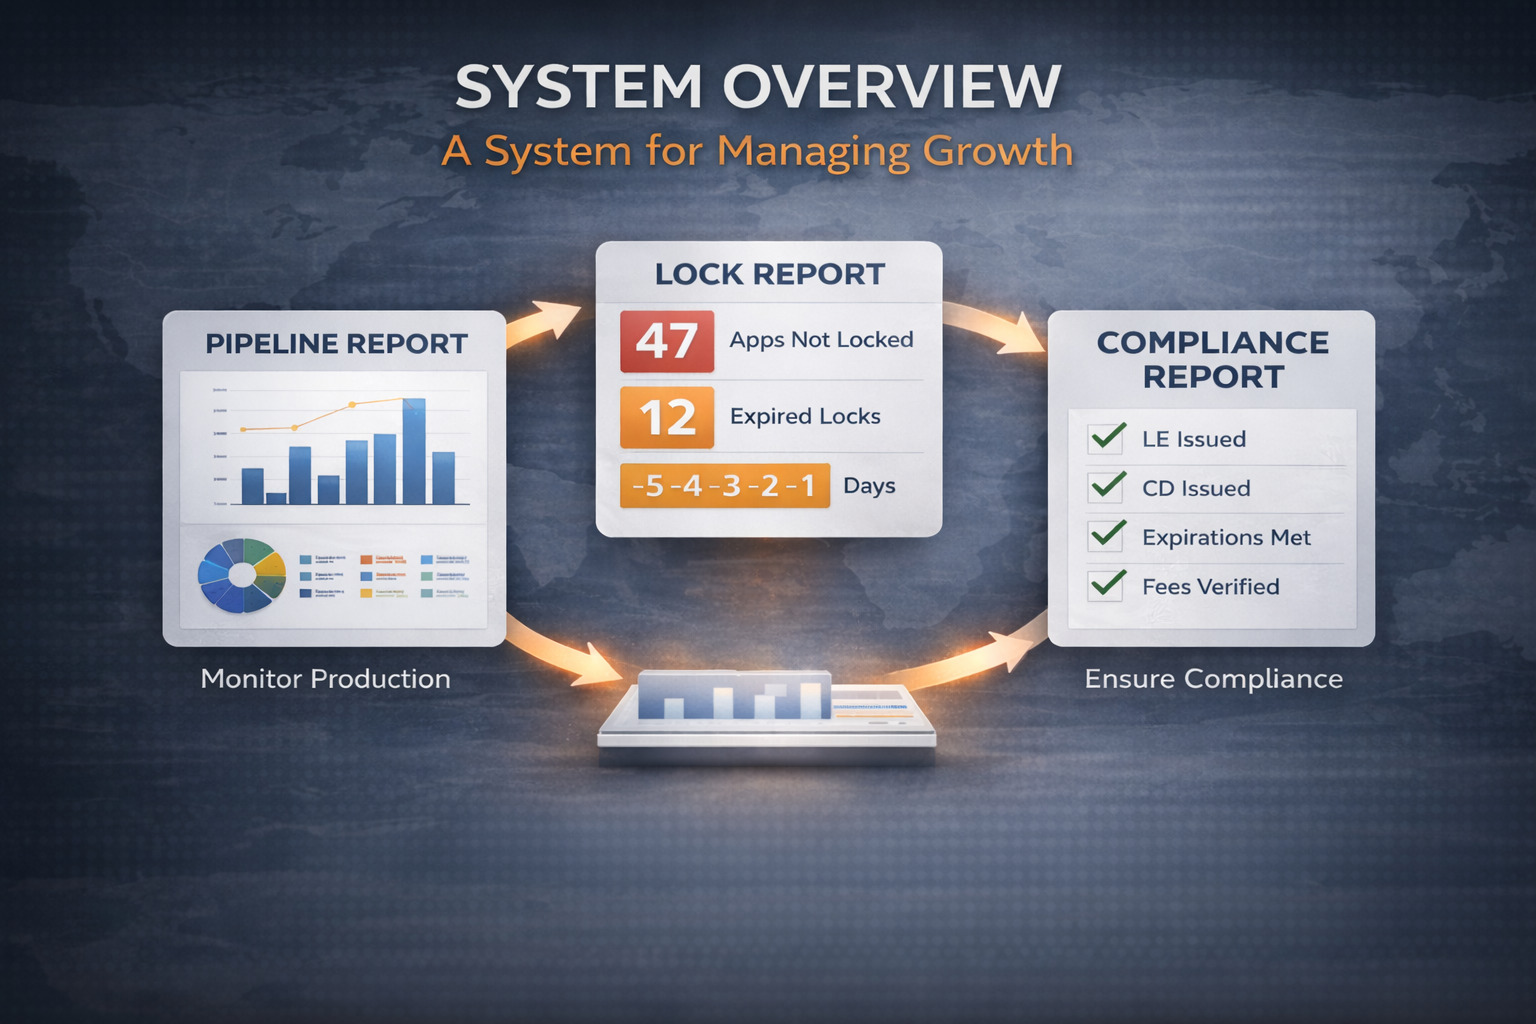 SYSTEM OVERVIEW
A System for Managing Growth
PIPELINE REPORT
Monitor Production
LOCK REPORT
47 Apps Not Locked
12 Expired Locks
-5 -4 -3 -2 -1 Days
COMPLIANCE
REPORT
LE Issued
CD Issued
Expirations Met
Fees Verified
Ensure Compliance